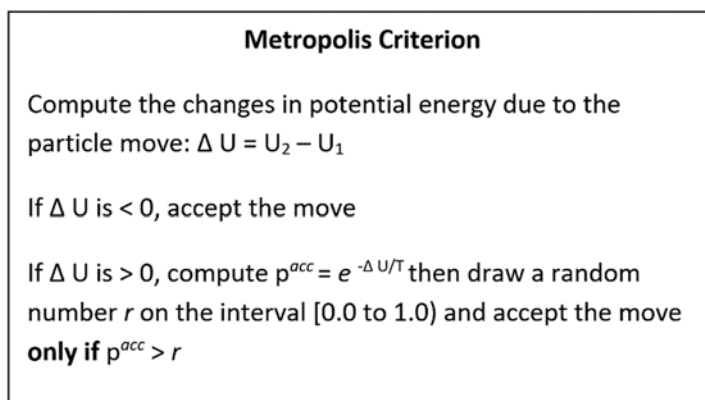 Metropolis Criterion
Compute the changes in potential energy due to the
particle move: Δ U = U₂ – U₁
If Δ U is < 0, accept the move
If Δ U is > 0, compute pᵃᶜᶜ = e ⁻Δ ᵁ/ᵀ then draw a random
number r on the interval [0.0 to 1.0) and accept the move
only if pᵃᶜᶜ > r